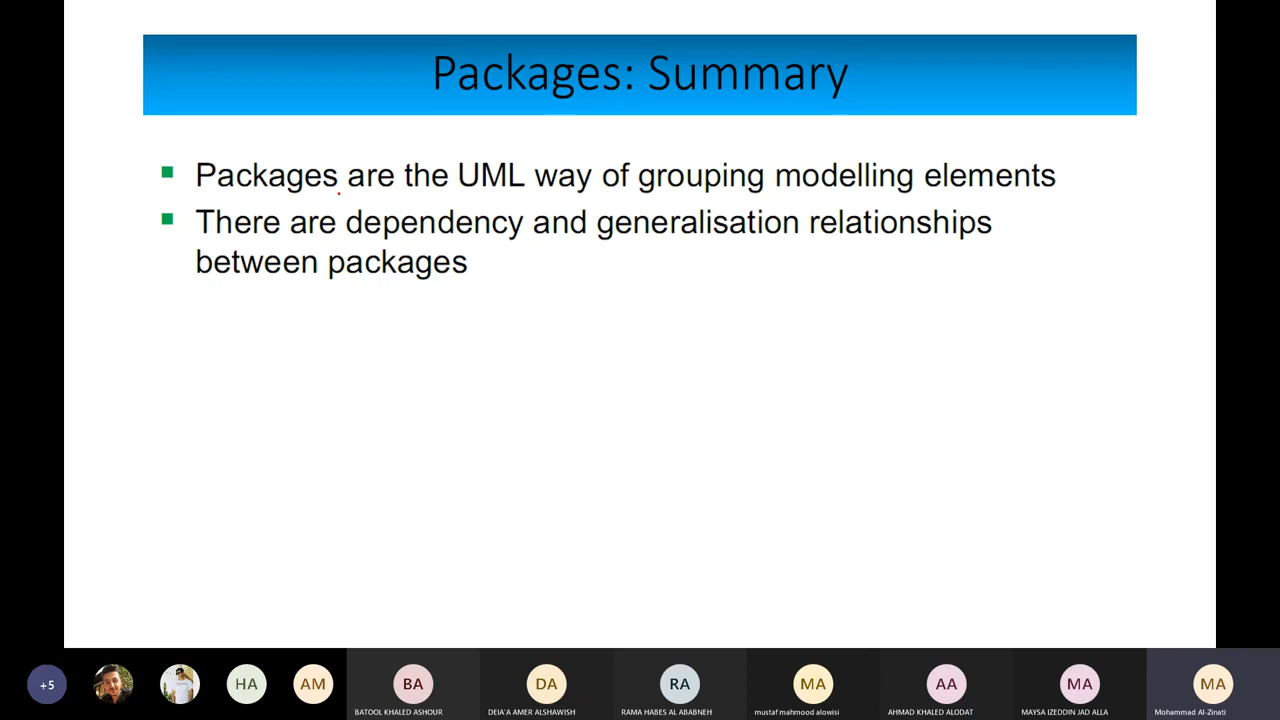 Packages: Summary
Packages are the UML way of grouping modelling elements
There are dependency and generalisation relationships
between packages
+5
HA
AM
BA
DA
RA
MA
AA
MA
MA
BATOOL KHALED ASHOUR
DEIA'A AMER ALSHAWISH
RAMA HABES AL ABABNEH
mustaf mahmood alowisi
AHMAD KHALED ALODAT
MAYSA IZEDDIN JAD ALLA
Mohammad Al-Zinati